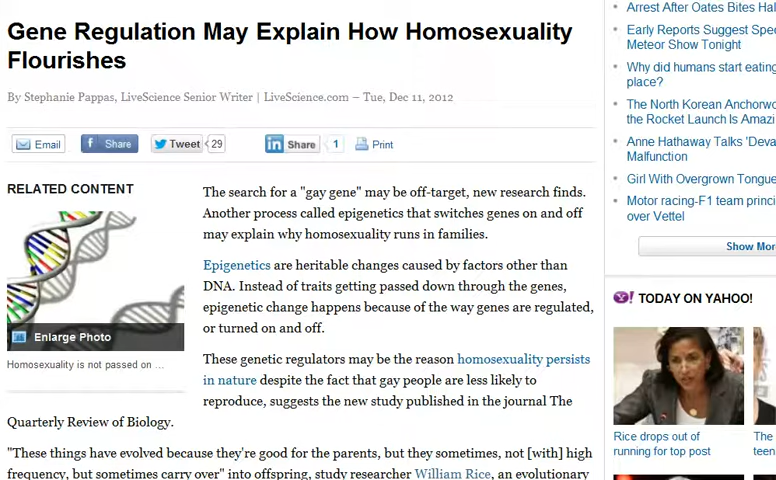 Gene Regulation May Explain How Homosexuality
Flourishes
By Stephanie Pappas, LiveScience Senior Writer | LiveScience.com – Tue, Dec 11, 2012
Email
Share
Tweet
29
Share
1
Print
RELATED CONTENT
Enlarge Photo
Homosexuality is not passed on ...
The search for a "gay gene" may be off-target, new research finds.
Another process called epigenetics that switches genes on and off
may explain why homosexuality runs in families.
Epigenetics are heritable changes caused by factors other than
DNA. Instead of traits getting passed down through the genes,
epigenetic change happens because of the way genes are regulated,
or turned on and off.
These genetic regulators may be the reason homosexuality persists
in nature despite the fact that gay people are less likely to
reproduce, suggests the new study published in the journal The
Quarterly Review of Biology.
"These things have evolved because they're good for the parents, but they sometimes, not [with] high
frequency, but sometimes carry over" into offspring, study researcher William Rice, an evolutionary
Arrest After Oates Bites
Early Reports Suggest
Meteor Show Tonight
Why did humans start eating
place?
The North Korean
the Rocket Launch Is
Anne Hathaway Talks
Malfunction
Girl With Overgrown
Motor racing-F1 team
over Vettel
Show
TODAY ON YAHOO!
Rice drops out of
running for top post
The